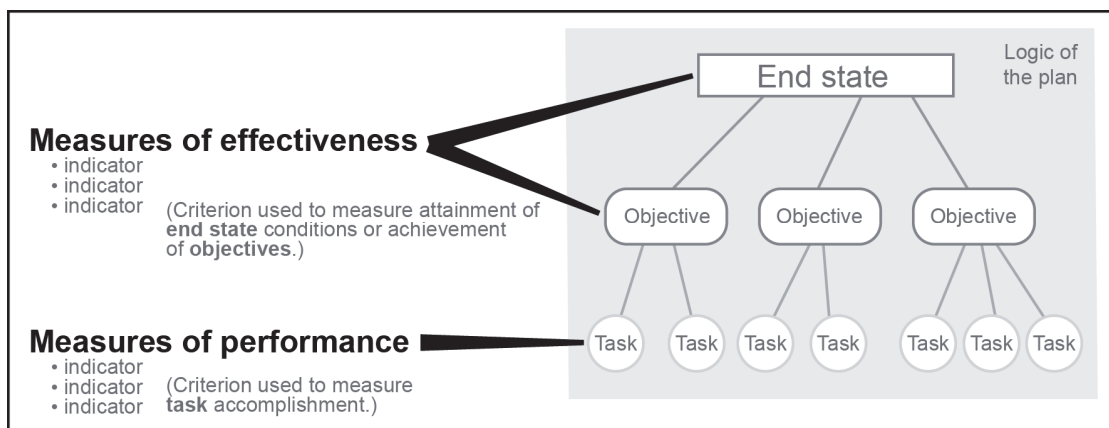 Logic of
the plan
End state
Measures of effectiveness
• indicator
• indicator
• indicator
(Criterion used to measure attainment of
end state conditions or achievement
of objectives.)
Objective
Objective
Objective
Measures of performance
• indicator
• indicator
• indicator
(Criterion used to measure
task accomplishment.)
Task
Task
Task
Task
Task
Task
Task